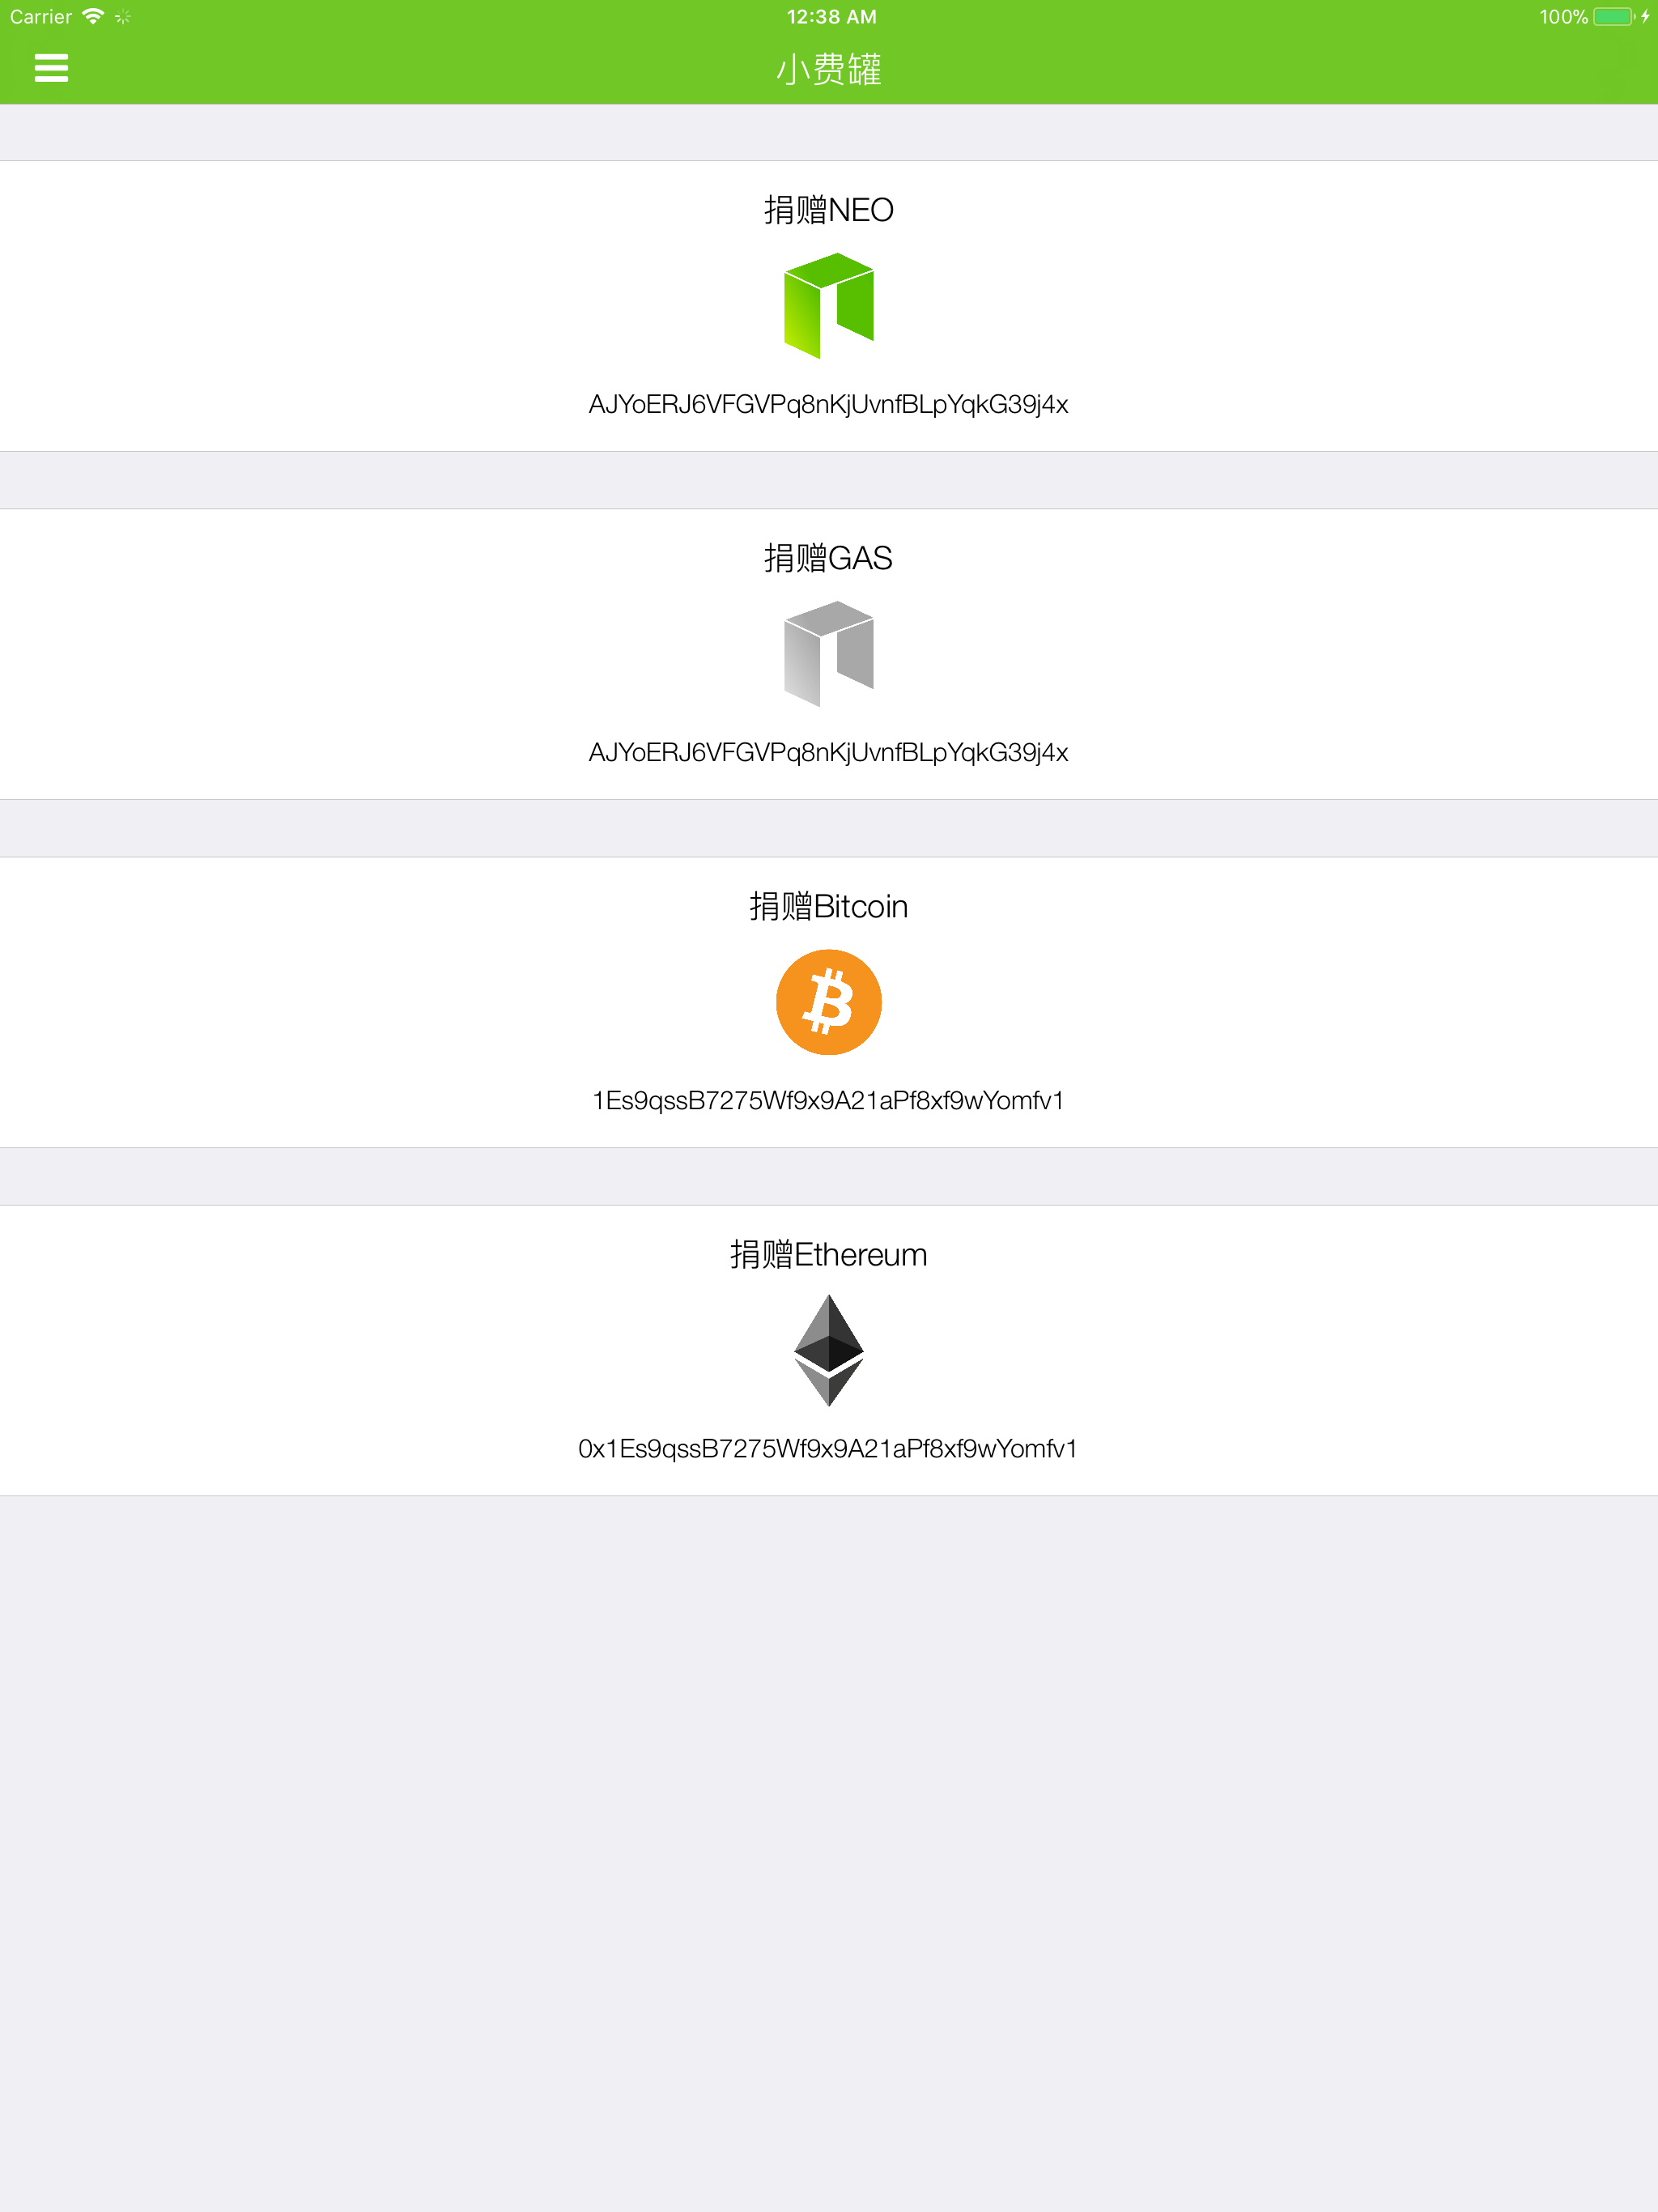 Carrier 12:38 AM 100%
小费罐
捐赠NEO
AJYoERJ6VFGVPq8nKjUvnfBLpYqkG39j4x
捐赠GAS
AJYoERJ6VFGVPq8nKjUvnfBLpYqkG39j4x
捐赠Bitcoin
1Es9qssB7275Wf9x9A21aPf8xf9wYomfv1
捐赠Ethereum
0x1Es9qssB7275Wf9x9A21aPf8xf9wYomfv1